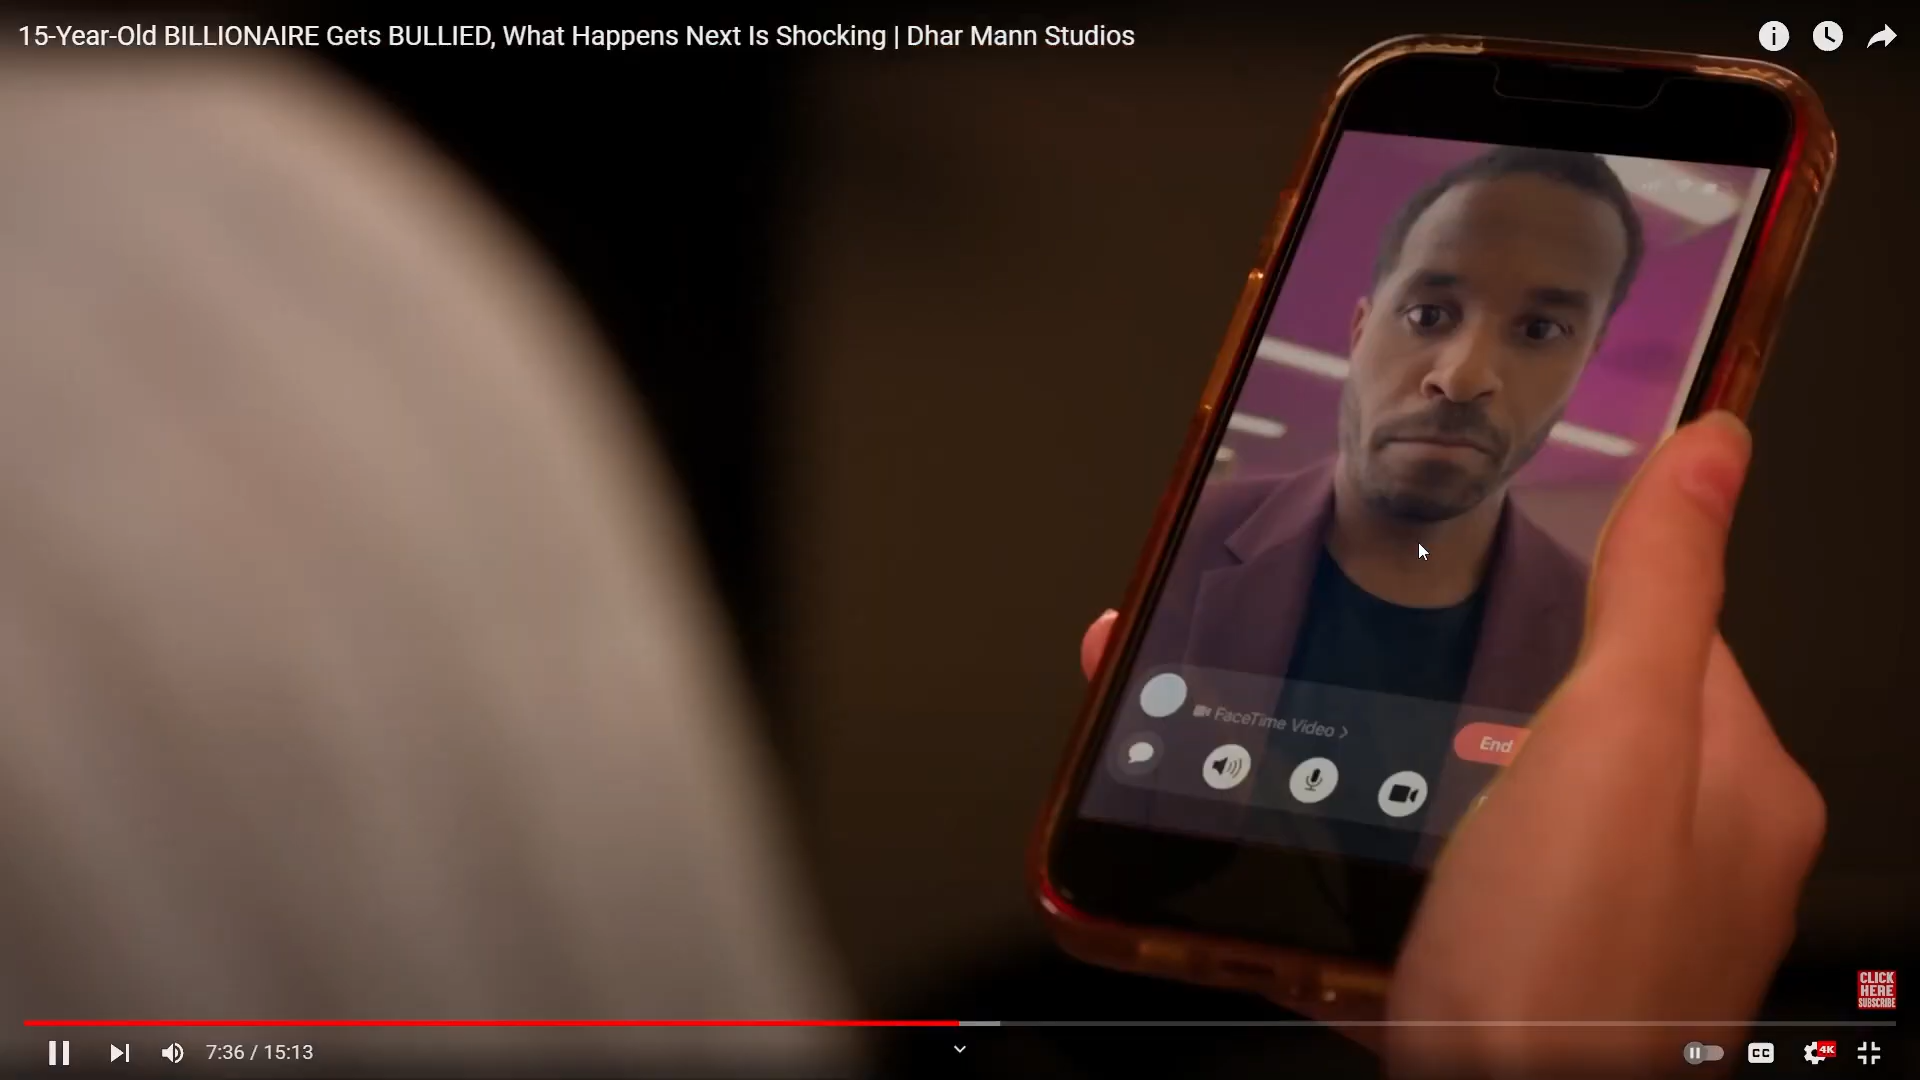 15-Year-Old BILLIONAIRE Gets BULLIED, What Happens Next Is Shocking | Dhar Mann Studios
FaceTime Video >
End
CLICK
HERE
SUBSCRIBE
7:36 / 15:13
CC
4K